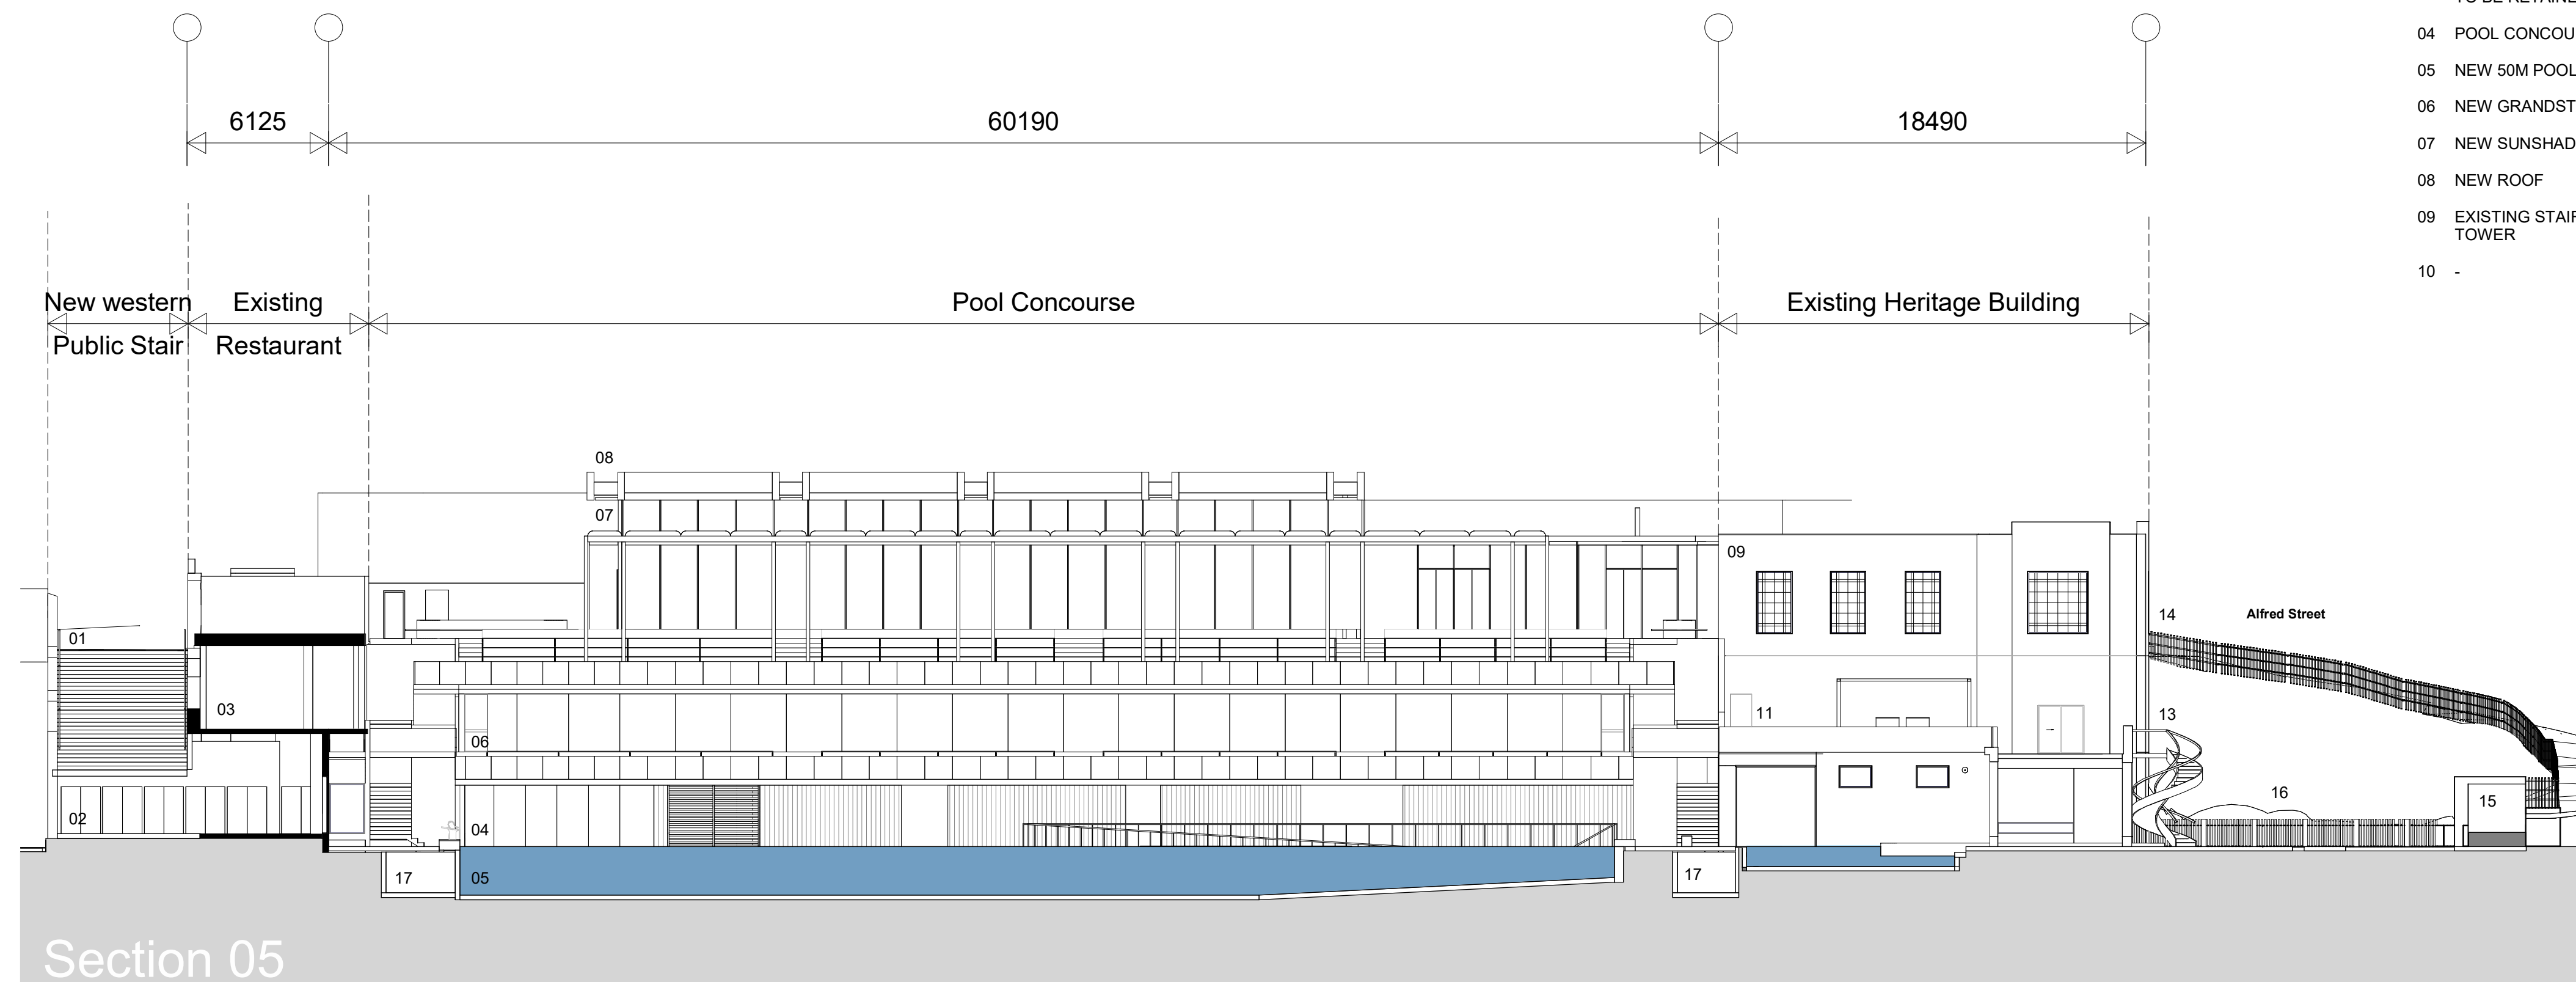 04 POOL CONCOU
05 NEW 50M POOL
06 NEW GRANDST
07 NEW SUNSHAD
08 NEW ROOF
09 EXISTING STAI
TOWER
10 -
6125 60190 18490
New western Existing Pool Concourse Existing Heritage Building
Public Stair Restaurant
08
07
09
01
14 Alfred Street
03
11
13
06
16
15
02
04
17
05
17
Section 05